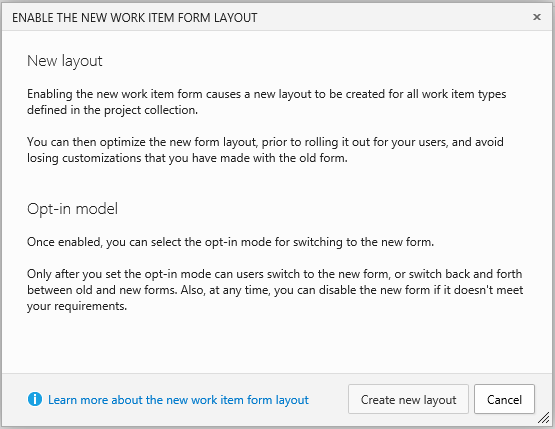 ENABLE THE NEW WORK ITEM FORM LAYOUT
New layout
Enabling the new work item form causes a new layout to be created for all work item types
defined in the project collection.
You can then optimize the new form layout, prior to rolling it out for your users, and avoid
losing customizations that you have made with the old form.
Opt-in model
Once enabled, you can select the opt-in mode for switching to the new form.
Only after you set the opt-in mode can users switch to the new form, or switch back and forth
between old and new forms. Also, at any time, you can disable the new form if it doesn't meet
your requirements.
Learn more about the new work item form layout
Create new layout
Cancel